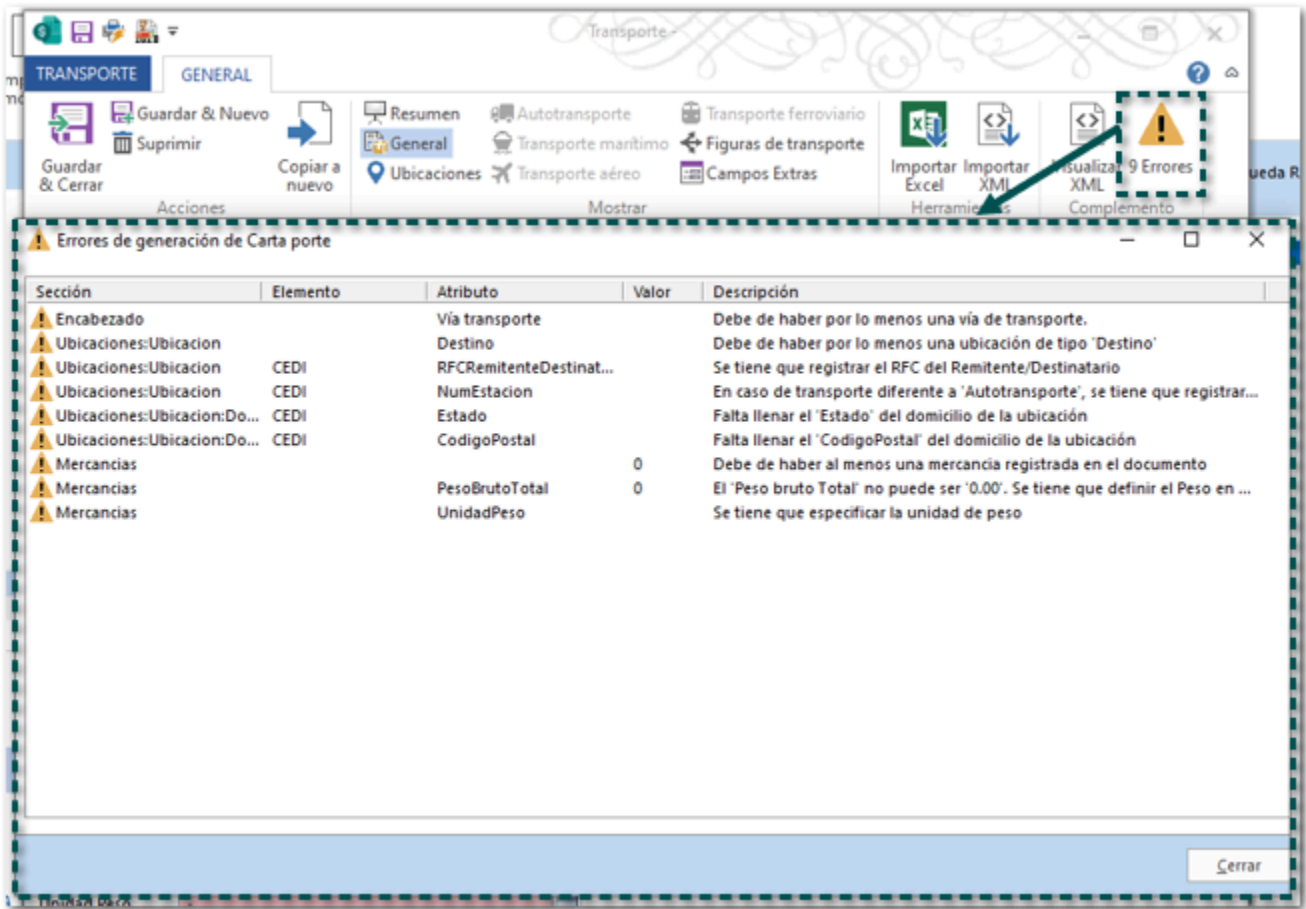 Transporte -
TRANSPORTE GENERAL
Guardar & Nuevo
Suprimir
Guardar
& Cerrar
Copiar a
nuevo
Acciones
Resumen Autotransporte Transporte ferroviario
General Transporte marítimo Figuras de transporte
Ubicaciones Transporte aéreo Campos Extras
Mostrar
Importar
Excel
Importar
XML
Visualizar
XML
9 Errores
Complemento
ueda R
Errores de generación de Carta porte
Sección Elemento Atributo Valor Descripción
Encabezado Vía transporte Debe de haber por lo menos una vía de transporte.
Ubicaciones:Ubicacion Destino Debe de haber por lo menos una ubicación de tipo 'Destino'
Ubicaciones:Ubicacion CEDI RFCRemitenteDestinat... Se tiene que registrar el RFC del Remitente/Destinatario
Ubicaciones:Ubicacion CEDI NumEstacion En caso de transporte diferente a 'Autotransporte', se tiene que registrar...
Ubicaciones:Ubicacion:Do... CEDI Estado Falta llenar el 'Estado' del domicilio de la ubicación
Ubicaciones:Ubicacion:Do... CEDI CodigoPostal Falta llenar el 'CodigoPostal' del domicilio de la ubicación
Mercancias 0 Debe de haber al menos una mercancia registrada en el documento
Mercancias PesoBrutoTotal 0 El 'Peso bruto Total' no puede ser '0.00'. Se tiene que definir el Peso en ...
Mercancias UnidadPeso Se tiene que especificar la unidad de peso
Cerrar
Unidad Peso